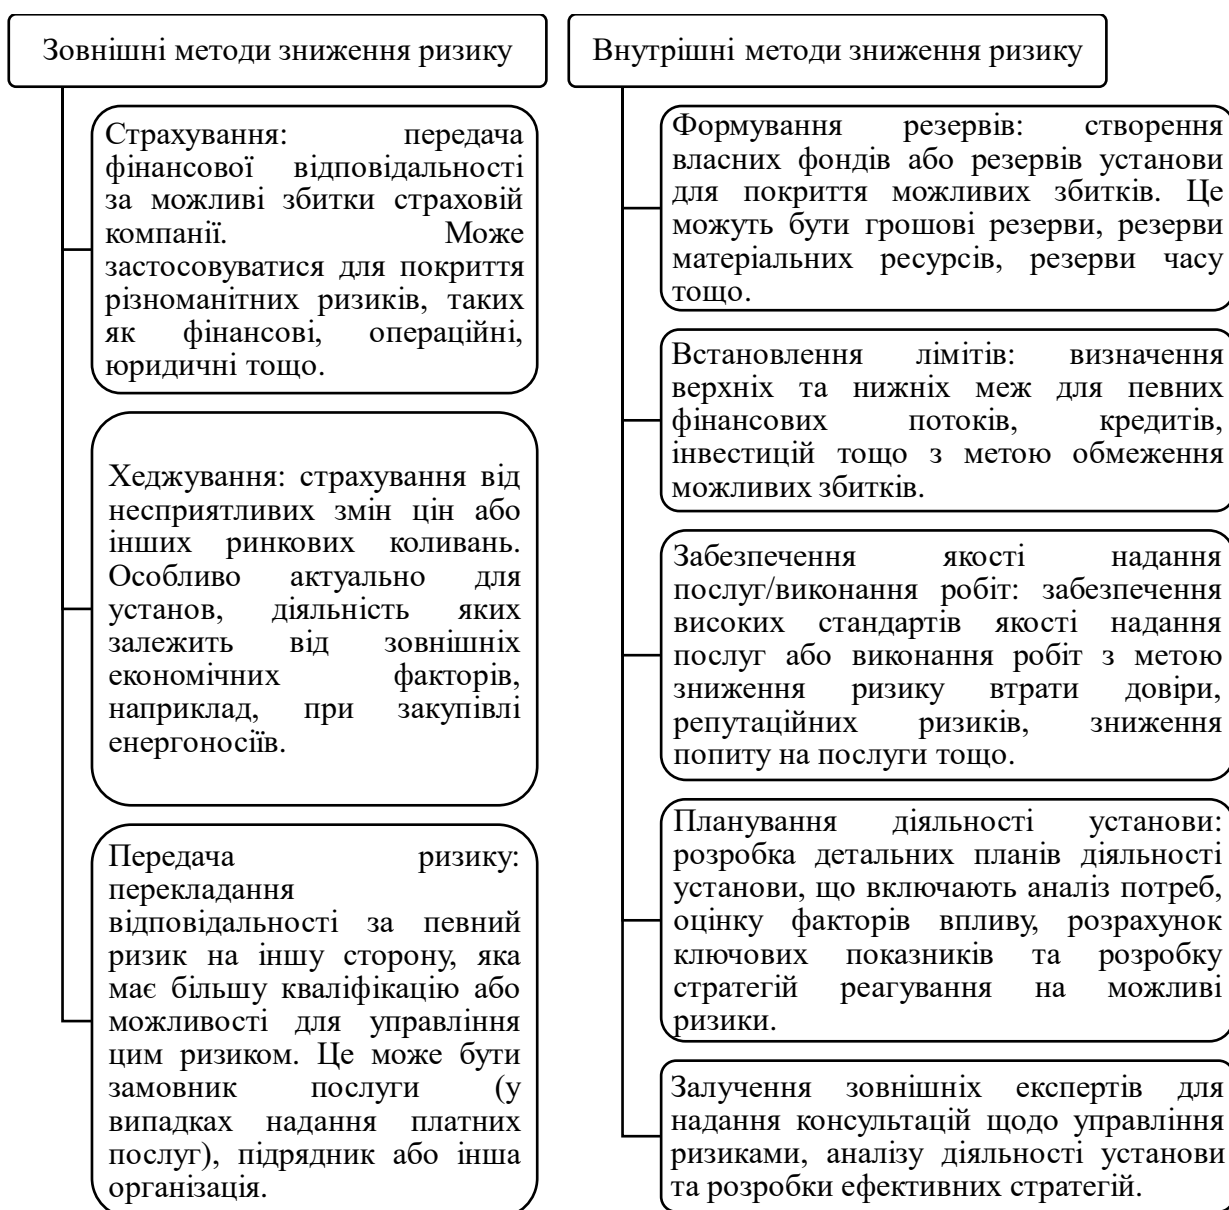 Зовнішні методи зниження ризику
Страхування: передача
фінансової відповідальності
за можливі збитки страховій
компанії. Може
застосовуватися для покриття
різноманітних ризиків, таких
як фінансові, операційні,
юридичні тощо.
Хеджування: страхування від
несприятливих змін цін або
інших ринкових коливань.
Особливо актуально для
установ, діяльність яких
залежить від зовнішніх
економічних факторів,
наприклад, при закупівлі
енергоносіїв.
Передача ризику:
перекладання
відповідальності за певний
ризик на іншу сторону, яка
має більшу кваліфікацію або
можливості для управління
цим ризиком. Це може бути
замовник послуги (у
випадках надання платних
послуг), підрядник або інша
організація.
Внутрішні методи зниження ризику
Формування резервів: створення
власних фондів або резервів установи
для покриття можливих збитків. Це
можуть бути грошові резерви, резерви
матеріальних ресурсів, резерви часу
тощо.
Встановлення лімітів: визначення
верхніх та нижніх меж для певних
фінансових потоків, кредитів,
інвестицій тощо з метою обмеження
можливих збитків.
Забезпечення якості надання
послуг/виконання робіт: забезпечення
високих стандартів якості надання
послуг або виконання робіт з метою
зниження ризику втрати довіри,
репутаційних ризиків, зниження
попиту на послуги тощо.
Планування діяльності установи:
розробка детальних планів діяльності
установи, що включають аналіз потреб,
оцінку факторів впливу, розрахунок
ключових показників та розробку
стратегій реагування на можливі
ризики.
Залучення зовнішніх експертів для
надання консультацій щодо управління
ризиками, аналізу діяльності установи
та розробки ефективних стратегій.